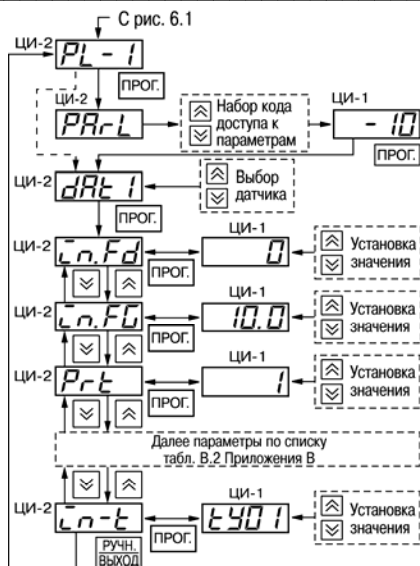 С рис. 6.1
ЦИ-2 PL-1
ПРОГ.
ЦИ-2 PArL
Набор кода
доступа к
параметрам
ЦИ-1
- 10
ПРОГ.
ЦИ-2 dAt1
Выбор
датчика
ПРОГ.
ЦИ-2 in.Fd
ПРОГ.
ЦИ-1
0
Установка
значения
ЦИ-2 in.FG
ПРОГ.
ЦИ-1
10.0
Установка
значения
ЦИ-2 Prt
ПРОГ.
ЦИ-1
1
Установка
значения
Далее параметры по списку
табл. В.2 Приложения В
ЦИ-2 in-t
ПРОГ.
ЦИ-1
tY01
Установка
значения
РУЧН.
ВЫХОД